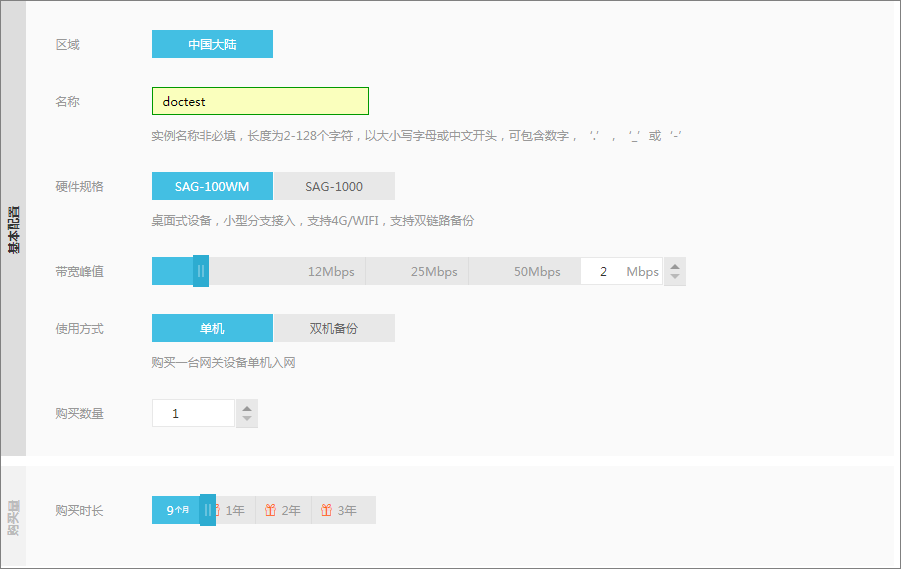 基本配置
区域 中国大陆
名称 doctest
实例名称非必填，长度为2-128个字符，以大小写字母或中文开头，可包含数字， ‘.’ ， ‘_’ 或 ‘-’
硬件规格 SAG-100WM SAG-1000
桌面式设备，小型分支接入，支持4G/WIFI，支持双链路备份
带宽峰值 12Mbps 25Mbps 50Mbps 2 Mbps
使用方式 单机 双机备份
购买一台网关设备单机入网
购买数量 1
购买量
购买时长 9个月 1年 2年 3年